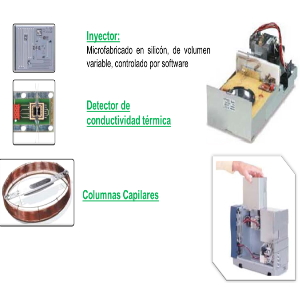 Inyector:
Microfabricado en silicón, de volumen
variable, controlado por software
Detector de
conductividad térmica
Columnas Capilares